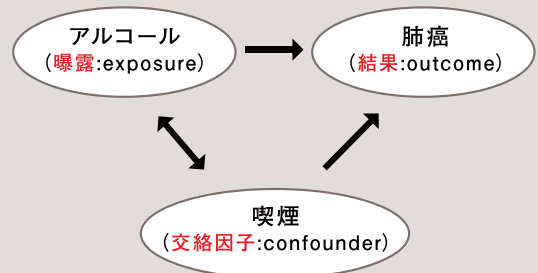 アルコール
（曝露:exposure）
肺癌
（結果:outcome）
喫煙
（交絡因子:confounder）